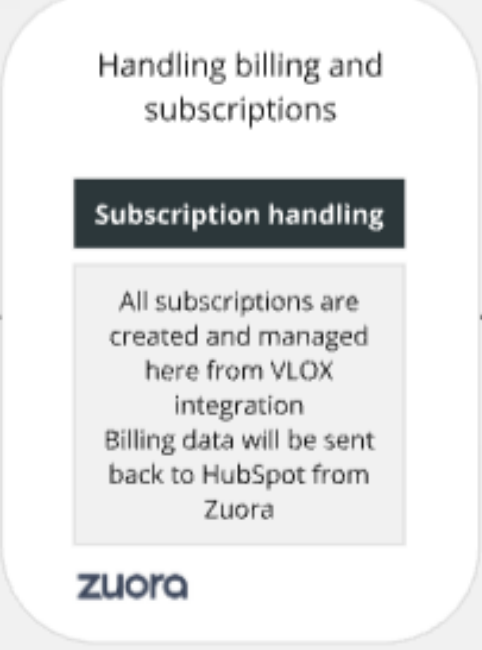 Handling billing and
subscriptions
Subscription handling
All subscriptions are
created and managed
here from VLOX
integration
Billing data will be sent
back to HubSpot from
Zuora
zuora